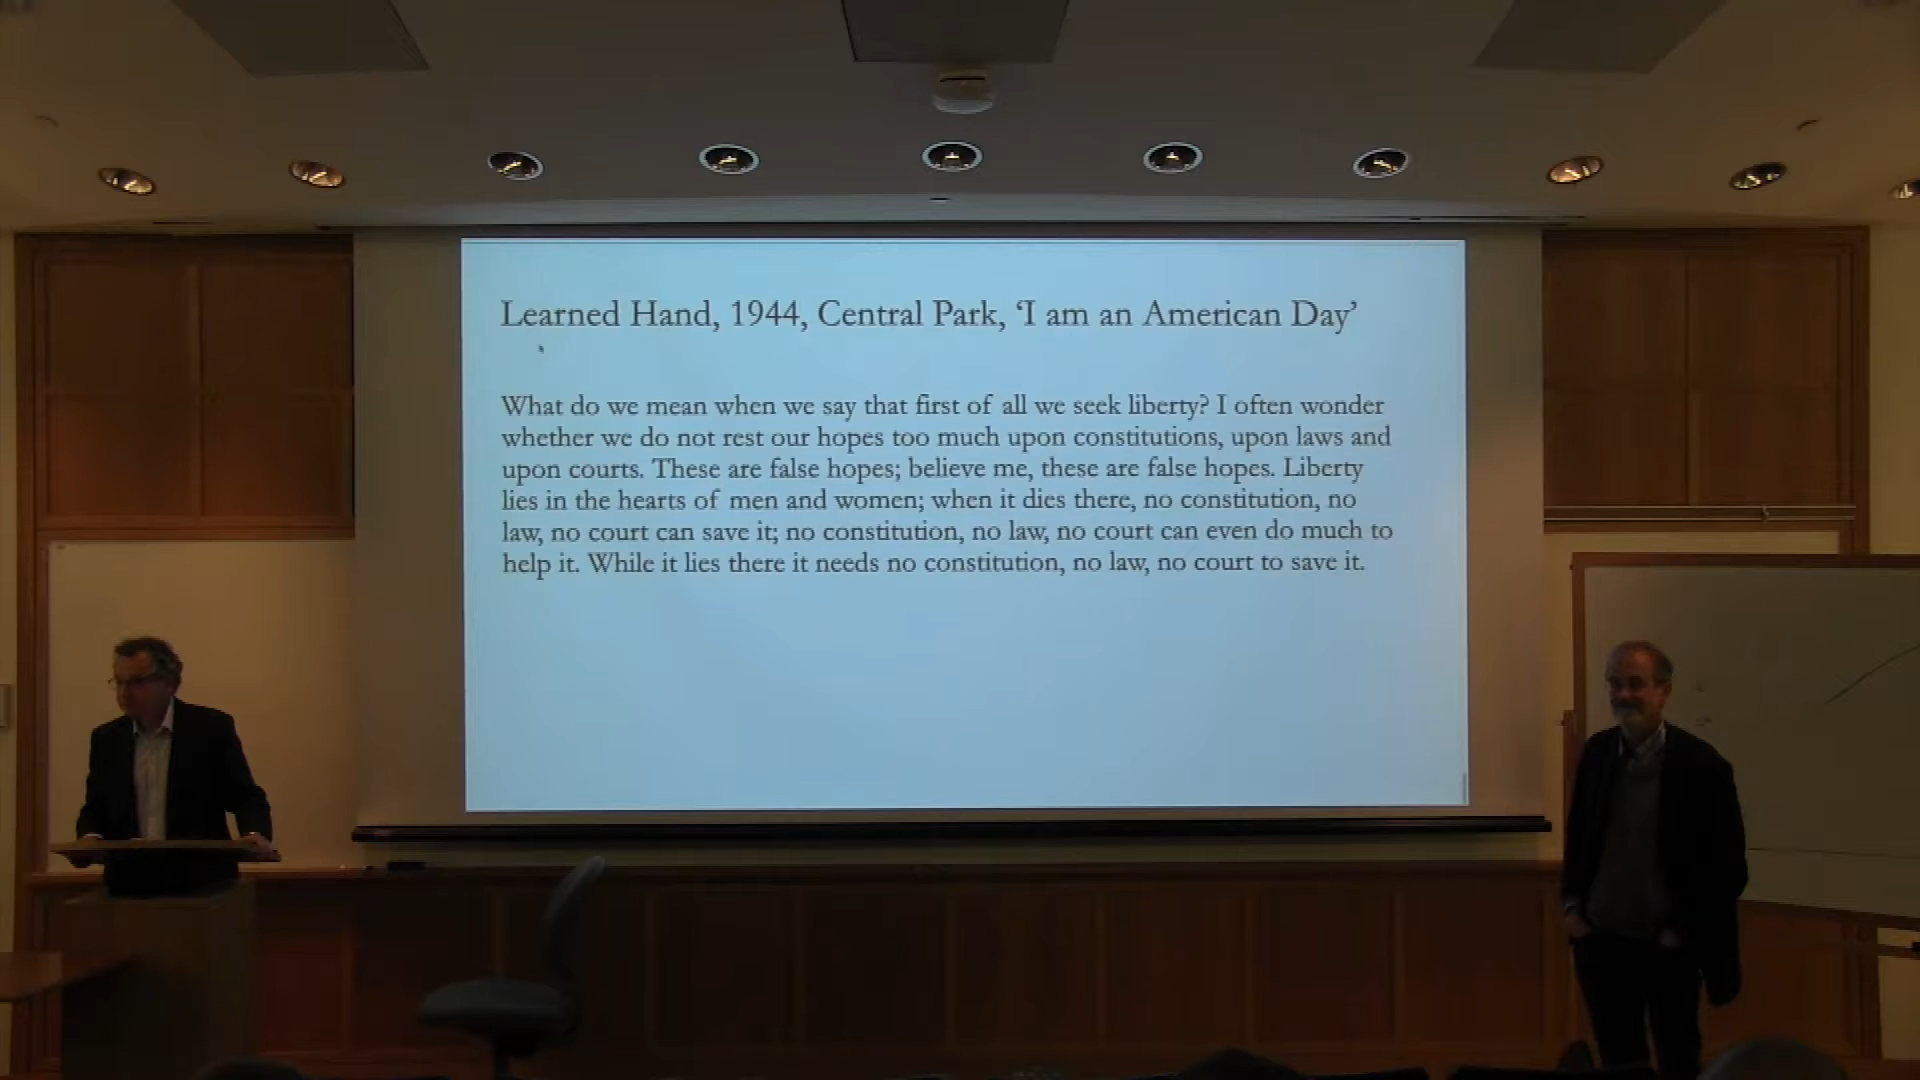 Learned Hand, 1944, Central Park, ‘I am an American Day’
What do we mean when we say that first of all we seek liberty? I often wonder
whether we do not rest our hopes too much upon constitutions, upon laws and
upon courts. These are false hopes; believe me, these are false hopes. Liberty
lies in the hearts of men and women; when it dies there, no constitution, no
law, no court can save it; no constitution, no law, no court can even do much to
help it. While it lies there it needs no constitution, no law, no court to save it.